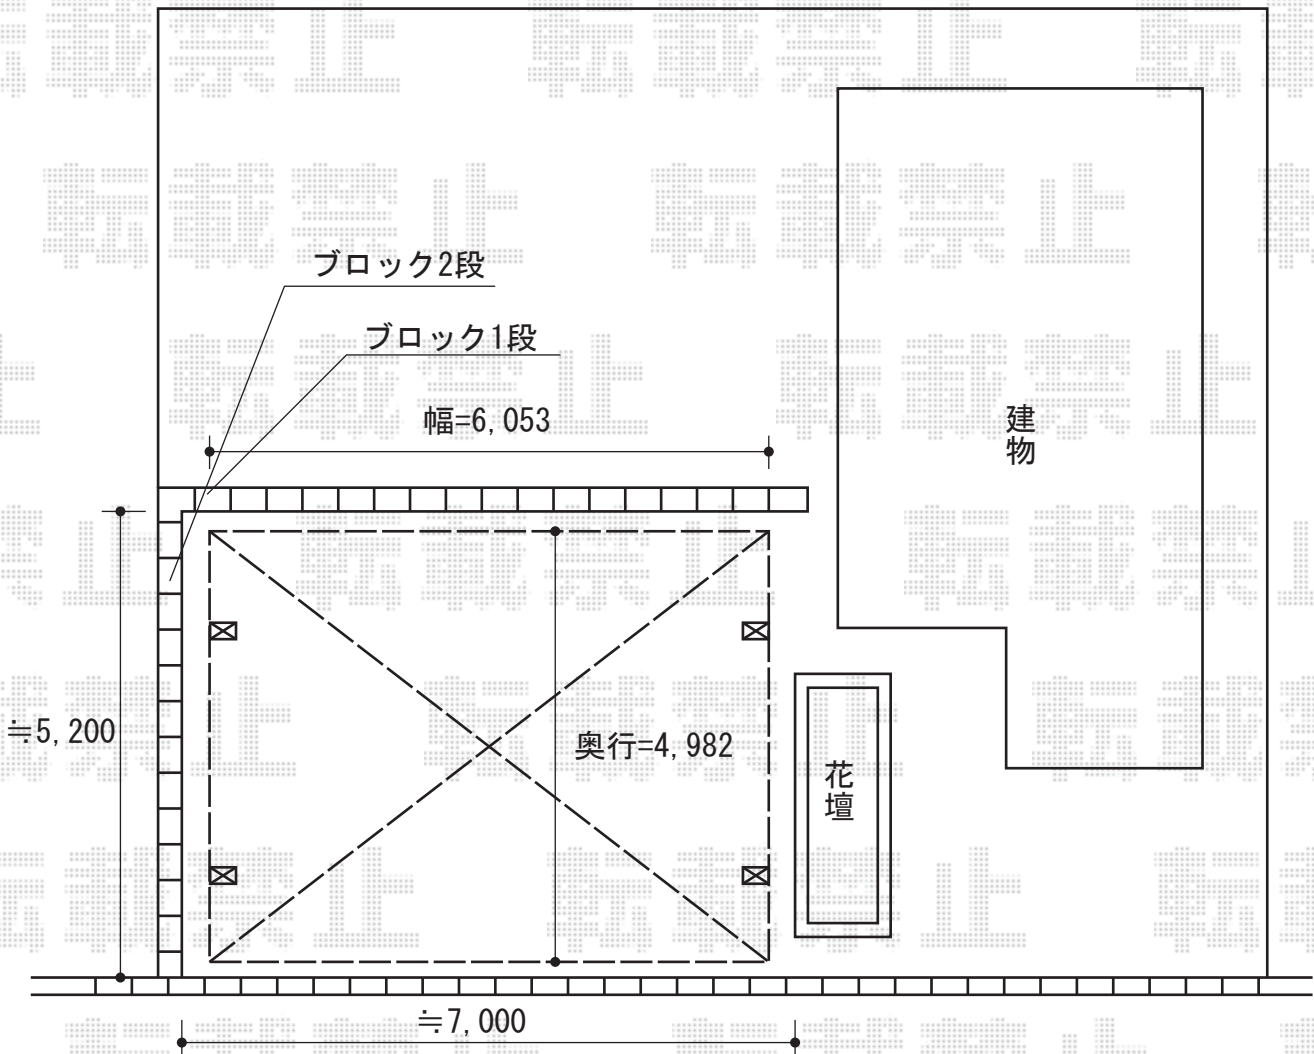 転載禁止
ブロック2段
ブロック1段
幅=6,053
建物
≒5,200
奥行=4,982
花壇
≒7,000